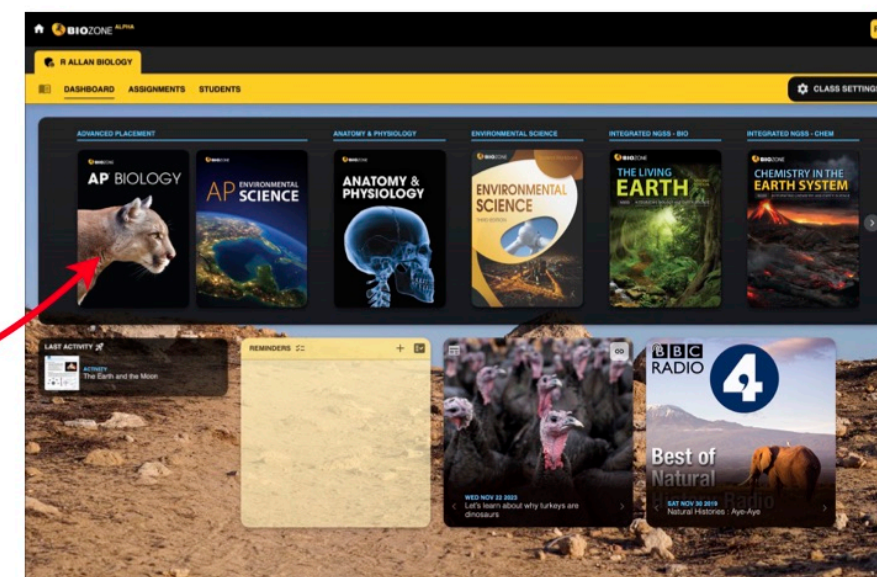 BIOZONE ALPHA
R ALLAN BIOLOGY
DASHBOARD ASSIGNMENTS STUDENTS
CLASS SETTINGS
ADVANCED PLACEMENT
ANATOMY & PHYSIOLOGY
ENVIRONMENTAL SCIENCE
INTEGRATED NGSS - BIO
INTEGRATED NGSS - CHEM
BIOZONE
AP BIOLOGY
BIOZONE
AP ENVIRONMENTAL
SCIENCE
BIOZONE
ANATOMY &
PHYSIOLOGY
BIOZONE
ENVIRONMENTAL
SCIENCE
THIRD EDITION
BIOZONE
THE LIVING
EARTH
BIOZONE
CHEMISTRY IN THE
EARTH SYSTEM
LAST ACTIVITY
ACTIVITY
The Earth and the Moon
REMINDERS
WED NOV 22 2023
Let's learn about why turkeys are
dinosaurs
BBC
RADIO
4
Best of
Natural
Histories Radio
SAT NOV 30 2019
Natural Histories : Aye-Aye